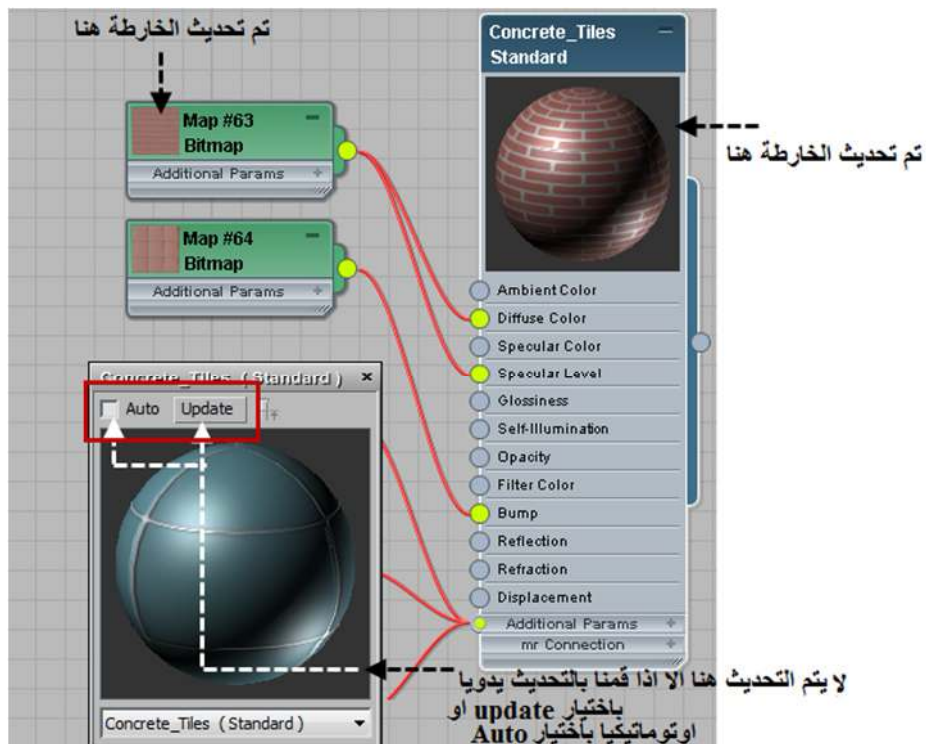 تم تحديث الخارطة هنا
Concrete_Tiles
Standard
Map #63
Bitmap
Additional Params
تم تحديث الخارطة هنا
Map #64
Bitmap
Additional Params
Ambient Color
Diffuse Color
Specular Color
Specular Level
Glossiness
Self-Illumination
Opacity
Filter Color
Bump
Reflection
Refraction
Displacement
Additional Params
mr Connection
Concrete_Tiles (Standard)
Auto Update
لا يتم التحديث هنا الا اذا قمنا بالتحديث يدويا
باختيار update او
اوتوماتيكيا باختيار Auto
Concrete_Tiles (Standard)